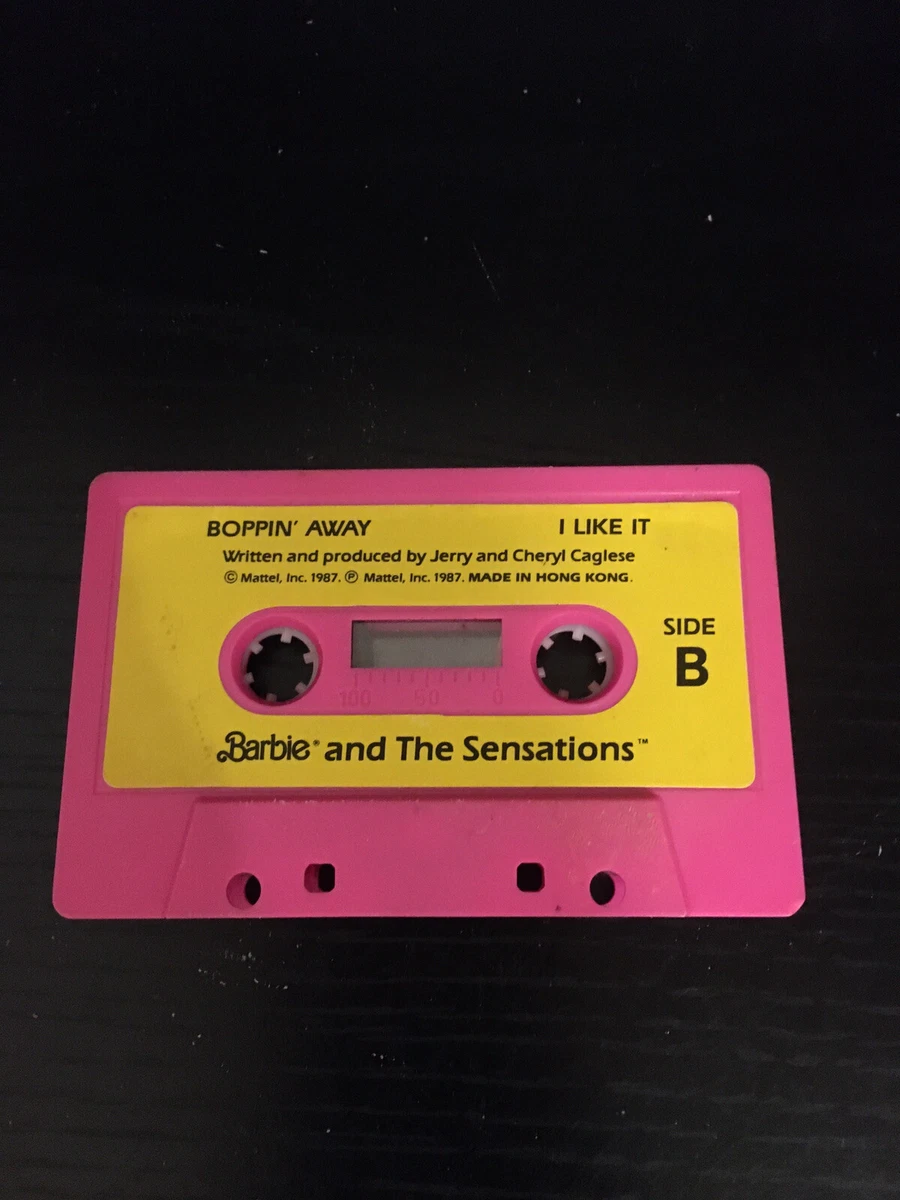 BOPPIN' AWAY I LIKE IT
Written and produced by Jerry and Cheryl Caglese
© Mattel, Inc. 1987. ℗ Mattel, Inc. 1987. MADE IN HONG KONG.
SIDE
B
100 50 0
Barbie® and The Sensations™